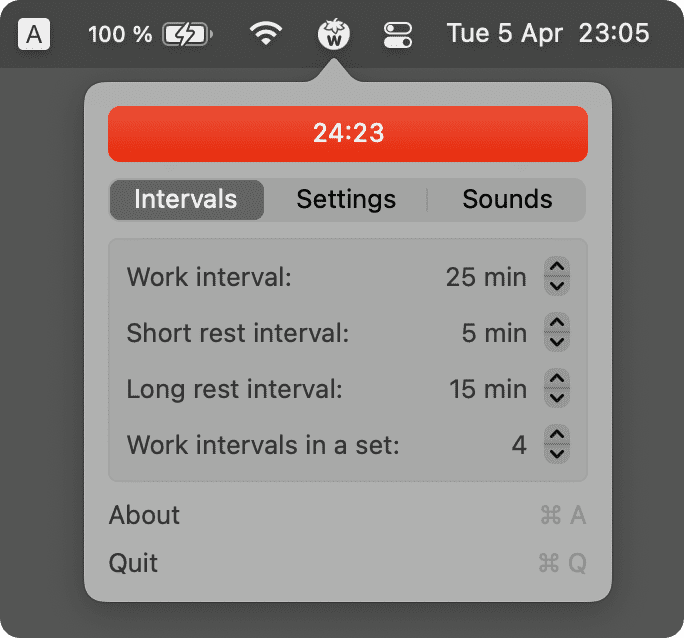 A 100 % W Tue 5 Apr 23:05
24:23
Intervals Settings Sounds
Work interval: 25 min
Short rest interval: 5 min
Long rest interval: 15 min
Work intervals in a set: 4
About ⌘ A
Quit ⌘ Q